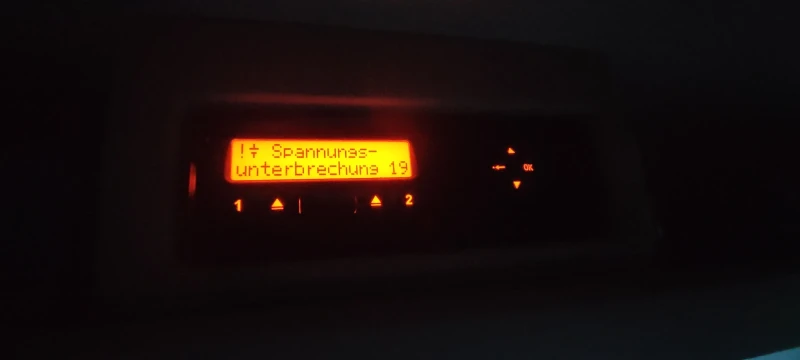 ! Spannungs-
unterbrechung 19
1 2
OK